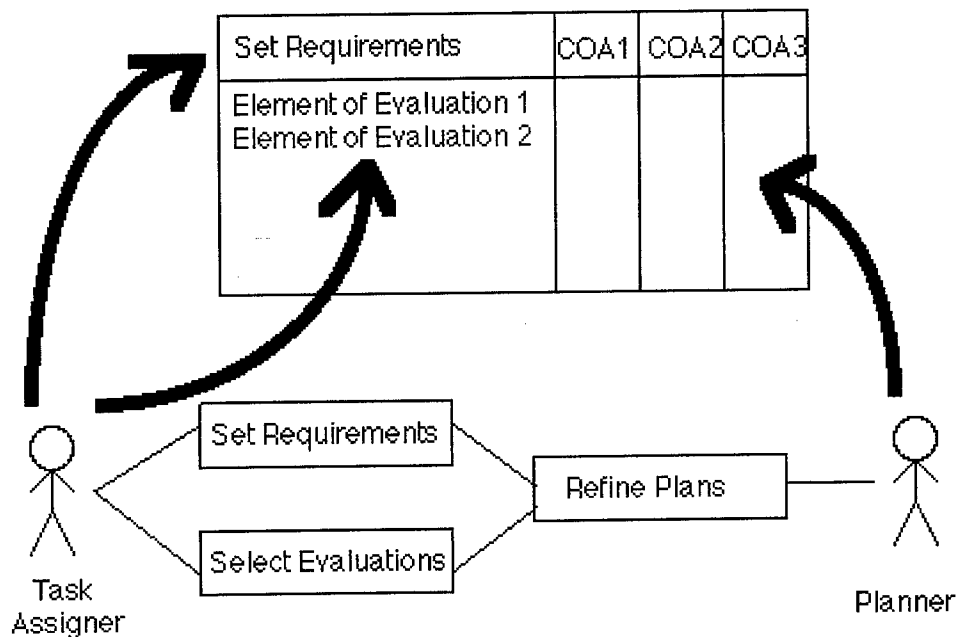 Set Requirements COA1 COA2 COA3
Element of Evaluation 1
Element of Evaluation 2
Set Requirements
Refine Plans
Select Evaluations
Task
Assigner
Planner